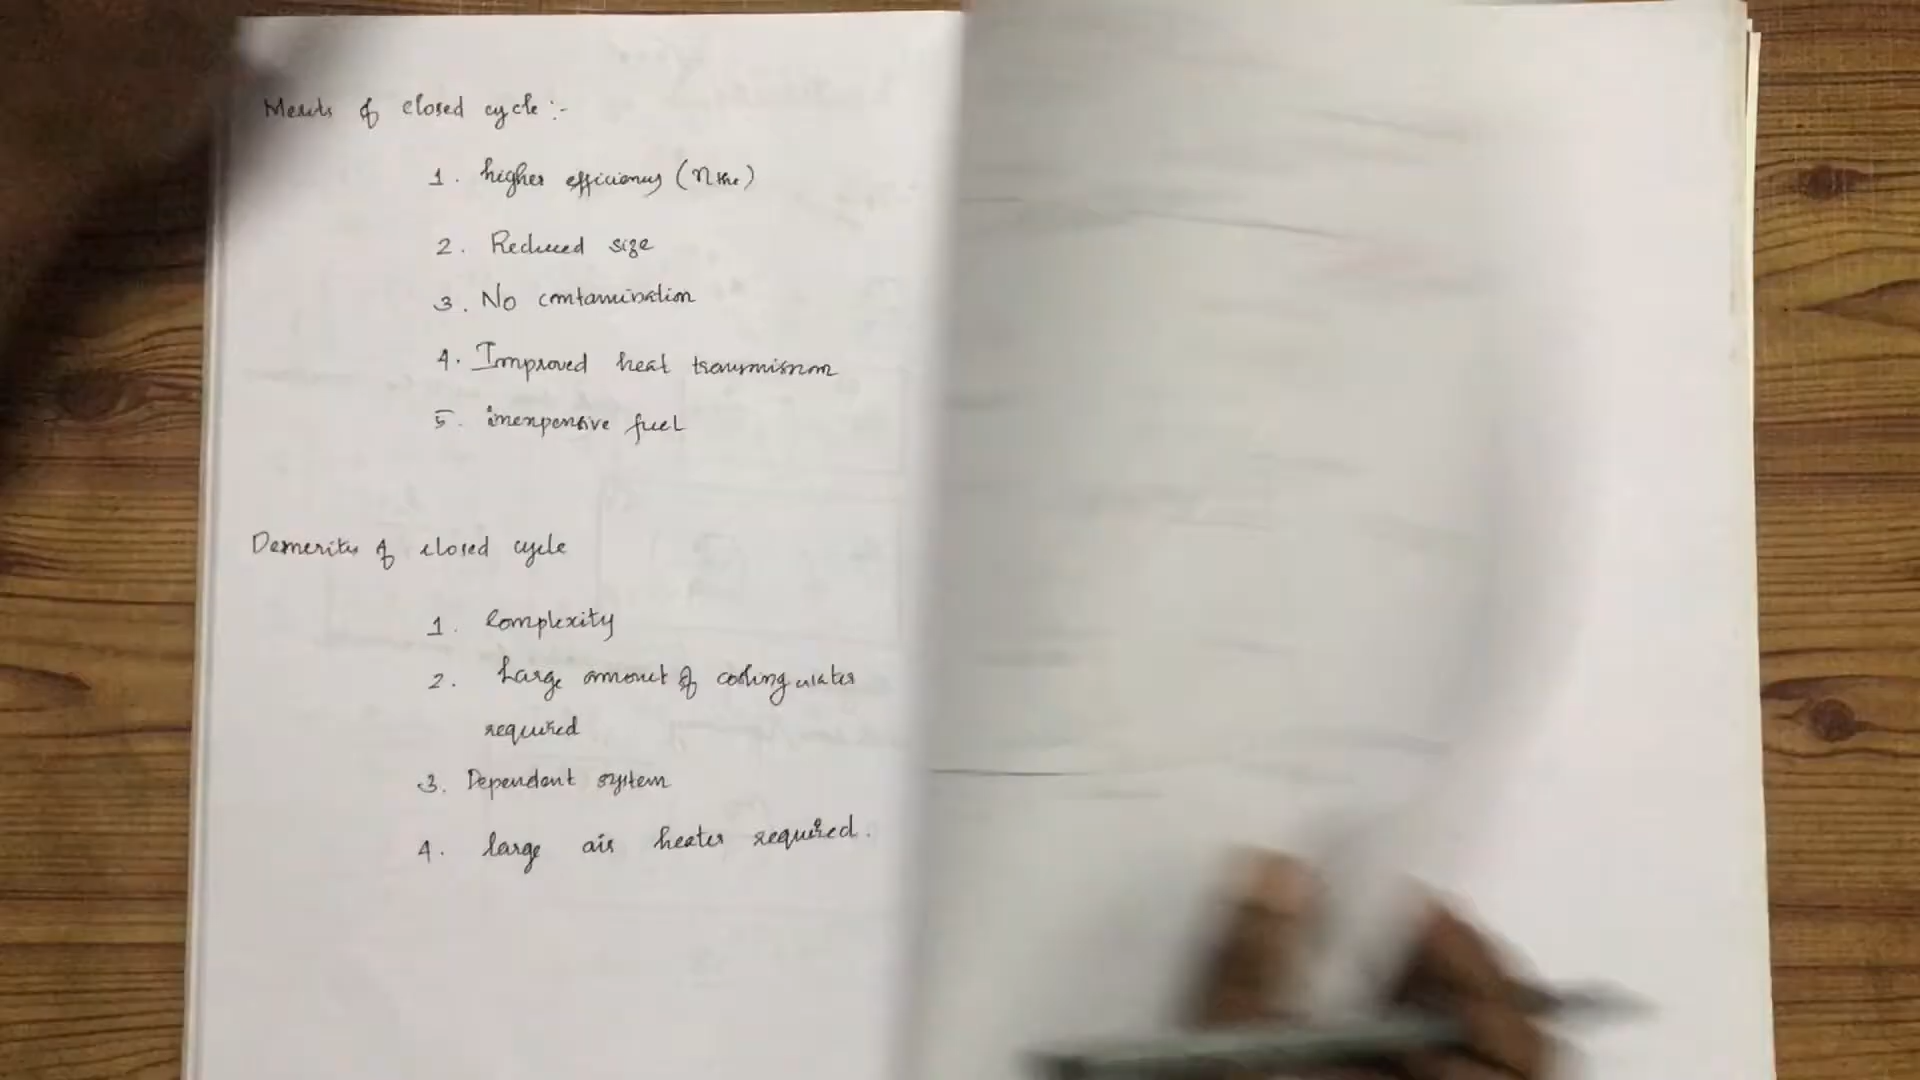 Merits of closed cycle :-
1. higher efficiency (ηthe)
2. Reduced size
3. No contamination
4. Improved heat transmission
5. inexpensive fuel
Demerits of closed cycle
1. Complexity
2. Large amount of cooling water
required
3. Dependent system
4. large air heater required.